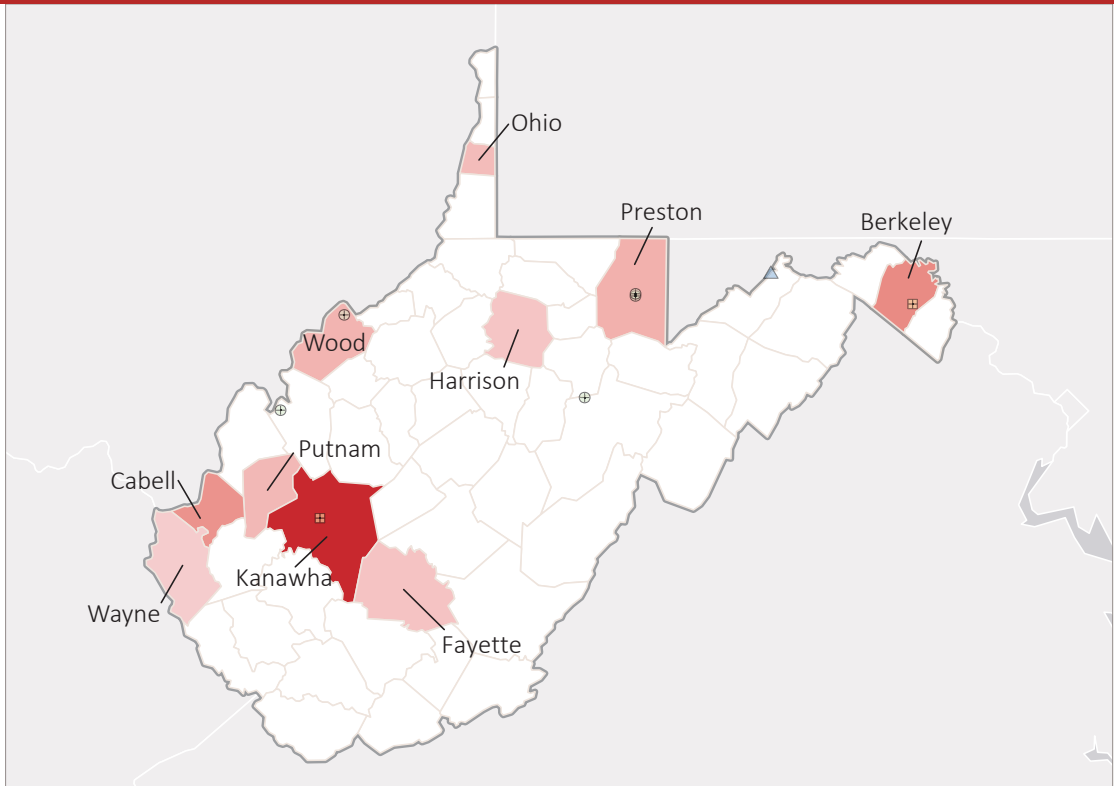 Ohio
Preston
Berkeley
Wood
Harrison
Putnam
Cabell
Kanawha
Wayne
Fayette